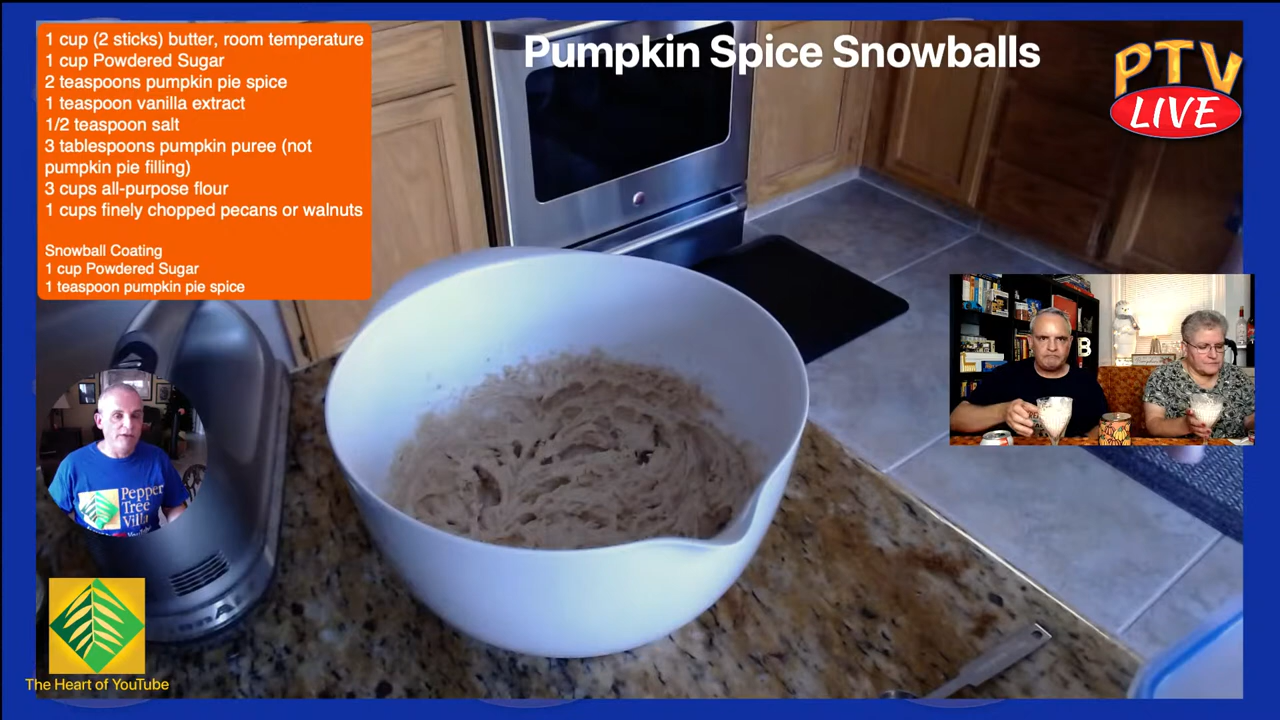 1 cup (2 sticks) butter, room temperature
1 cup Powdered Sugar
2 teaspoons pumpkin pie spice
1 teaspoon vanilla extract
1/2 teaspoon salt
3 tablespoons pumpkin puree (not
pumpkin pie filling)
3 cups all-purpose flour
1 cups finely chopped pecans or walnuts
Snowball Coating
1 cup Powdered Sugar
1 teaspoon pumpkin pie spice
Pumpkin Spice Snowballs
PTV
LIVE
B
Pepper
Tree
Villa
The Heart of YouTube